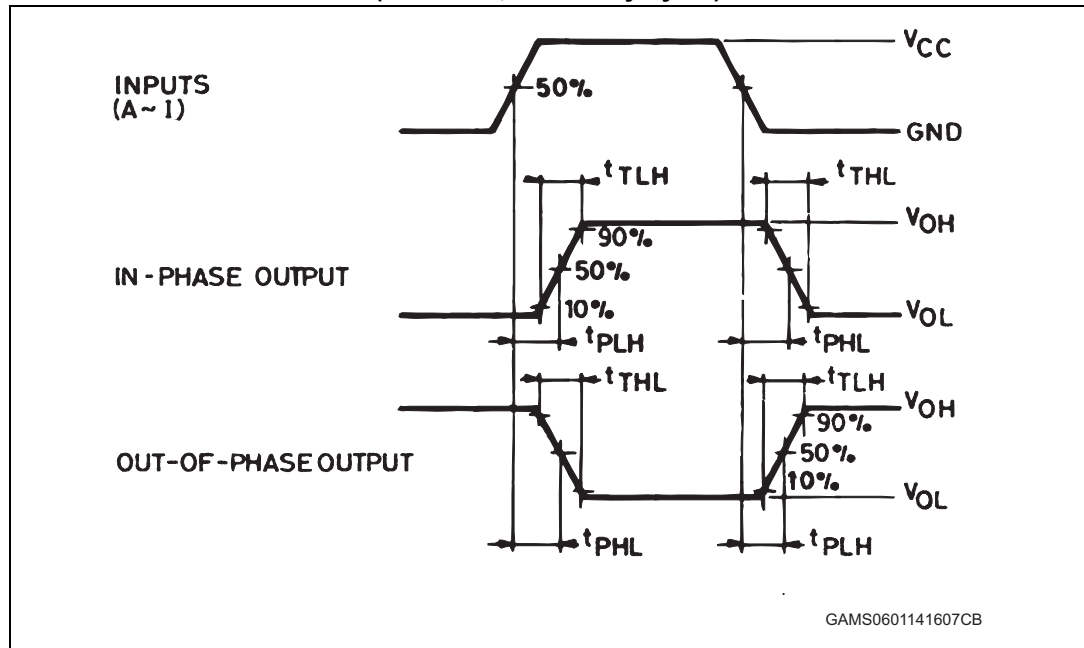 VCC
INPUTS
(A~I)
50%
GND
tTLH
tTHL
VOH
90%
IN-PHASE OUTPUT
50%
10%
VOL
tPLH
tPHL
tTHL
tTLH
VOH
90%
OUT-OF-PHASE OUTPUT
50%
10%
VOL
tPHL
tPLH
GAMS0601141607CB